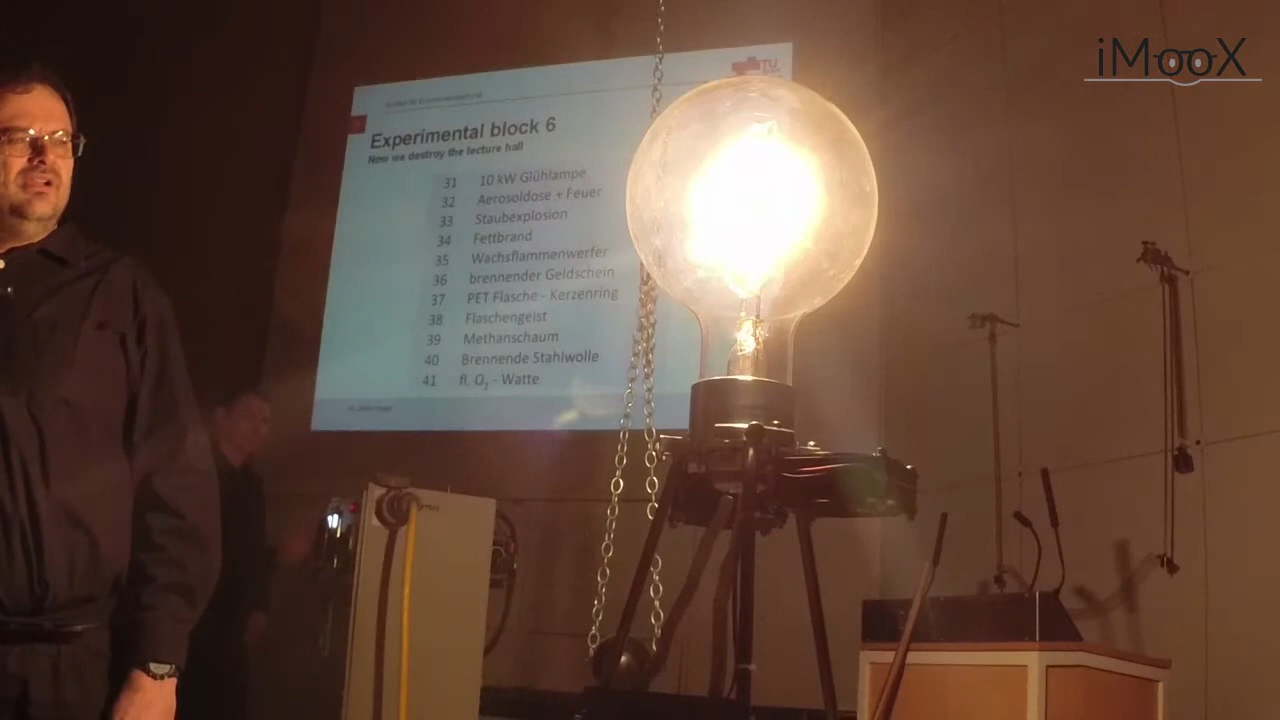 iMooX
TU
Experimental block 6
Now we destroy the lecture hall
31 10 kW Glühlampe
32 Aerosoldose + Feuer
33 Staubexplosion
34 Fettbrand
35 Wachsflammenwerfer
36 brennender Geldschein
37 PET Flasche - Kerzenring
38 Flaschengeist
39 Methanschaum
40 Brennende Stahlwolle
41 fl. O₂ - Watte